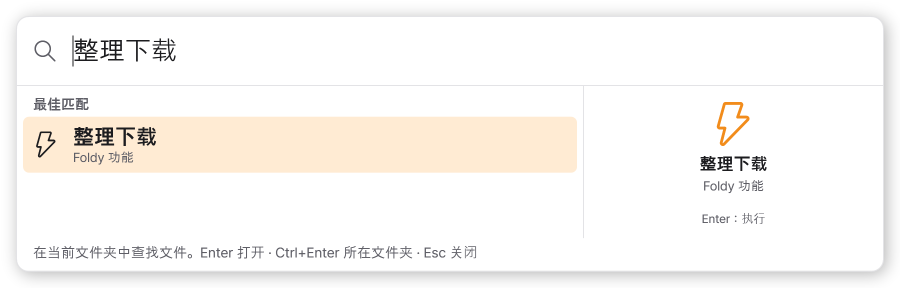 整理下载
最佳匹配
整理下载
Foldy 功能
整理下载
Foldy 功能
Enter：执行
在当前文件夹中查找文件。Enter 打开 · Ctrl+Enter 所在文件夹 · Esc 关闭